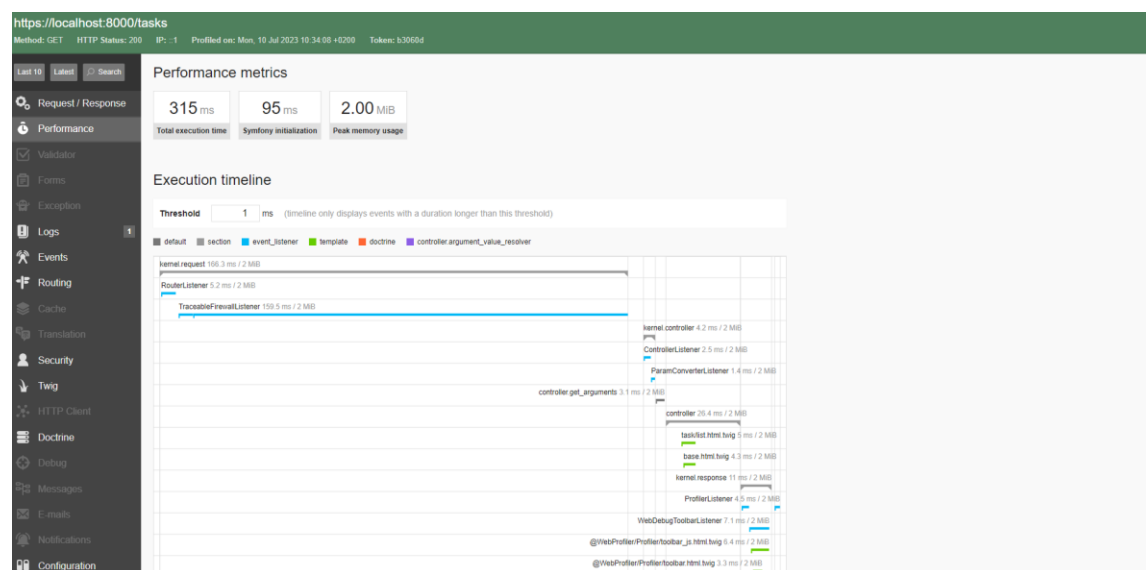 https://localhost:8000/tasks
Method: GET HTTP Status: 200 IP: ::1 Profiled on: Mon, 10 Jul 2023 10:34:08 +0200 Token: b3060d
Last 10 Latest Search
Request / Response
Performance
Validator
Forms
Exception
Logs 1
Events
Routing
Cache
Translation
Security
Twig
HTTP Client
Doctrine
Debug
Messages
E-mails
Notifications
Configuration
Performance metrics
315 ms 95 ms 2.00 MiB
Total execution time Symfony initialization Peak memory usage
Execution timeline
Threshold 1 ms (timeline only displays events with a duration longer than this threshold)
default section event_listener template doctrine controller.argument_value_resolver
kernel.request 166.3 ms / 2 MiB
RouterListener 5.2 ms / 2 MiB
TraceableFirewallListener 159.5 ms / 2 MiB
kernel.controller 4.2 ms / 2 MiB
ControllerListener 2.5 ms / 2 MiB
ParamConverterListener 1.4 ms / 2 MiB
controller.get_arguments 3.1 ms / 2 MiB
controller 26.4 ms / 2 MiB
task/list.html.twig 5 ms / 2 MiB
base.html.twig 4.3 ms / 2 MiB
kernel.response 11 ms / 2 MiB
ProfilerListener 4.5 ms / 2 MiB
WebDebugToolbarListener 7.1 ms / 2 MiB
@WebProfiler/Profiler/toolbar_js.html.twig 6.4 ms / 2 MiB
@WebProfiler/Profiler/toolbar.html.twig 3.3 ms / 2 MiB